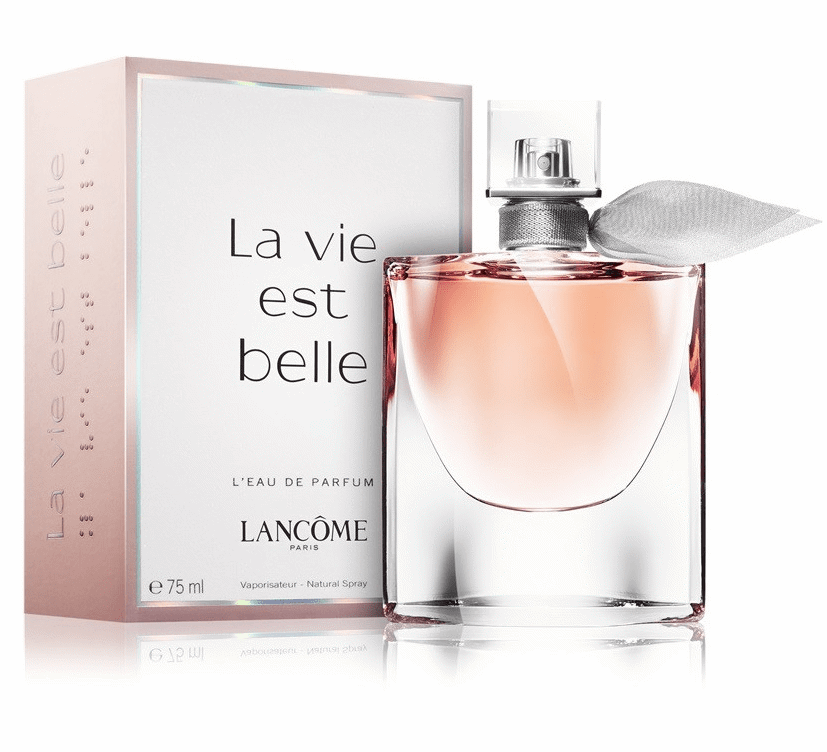 La vie est belle
La vie
est
belle
L'EAU DE PARFUM
LANCÔME
PARIS
℮ 75 ml
Vaporisateur - Natural Spray